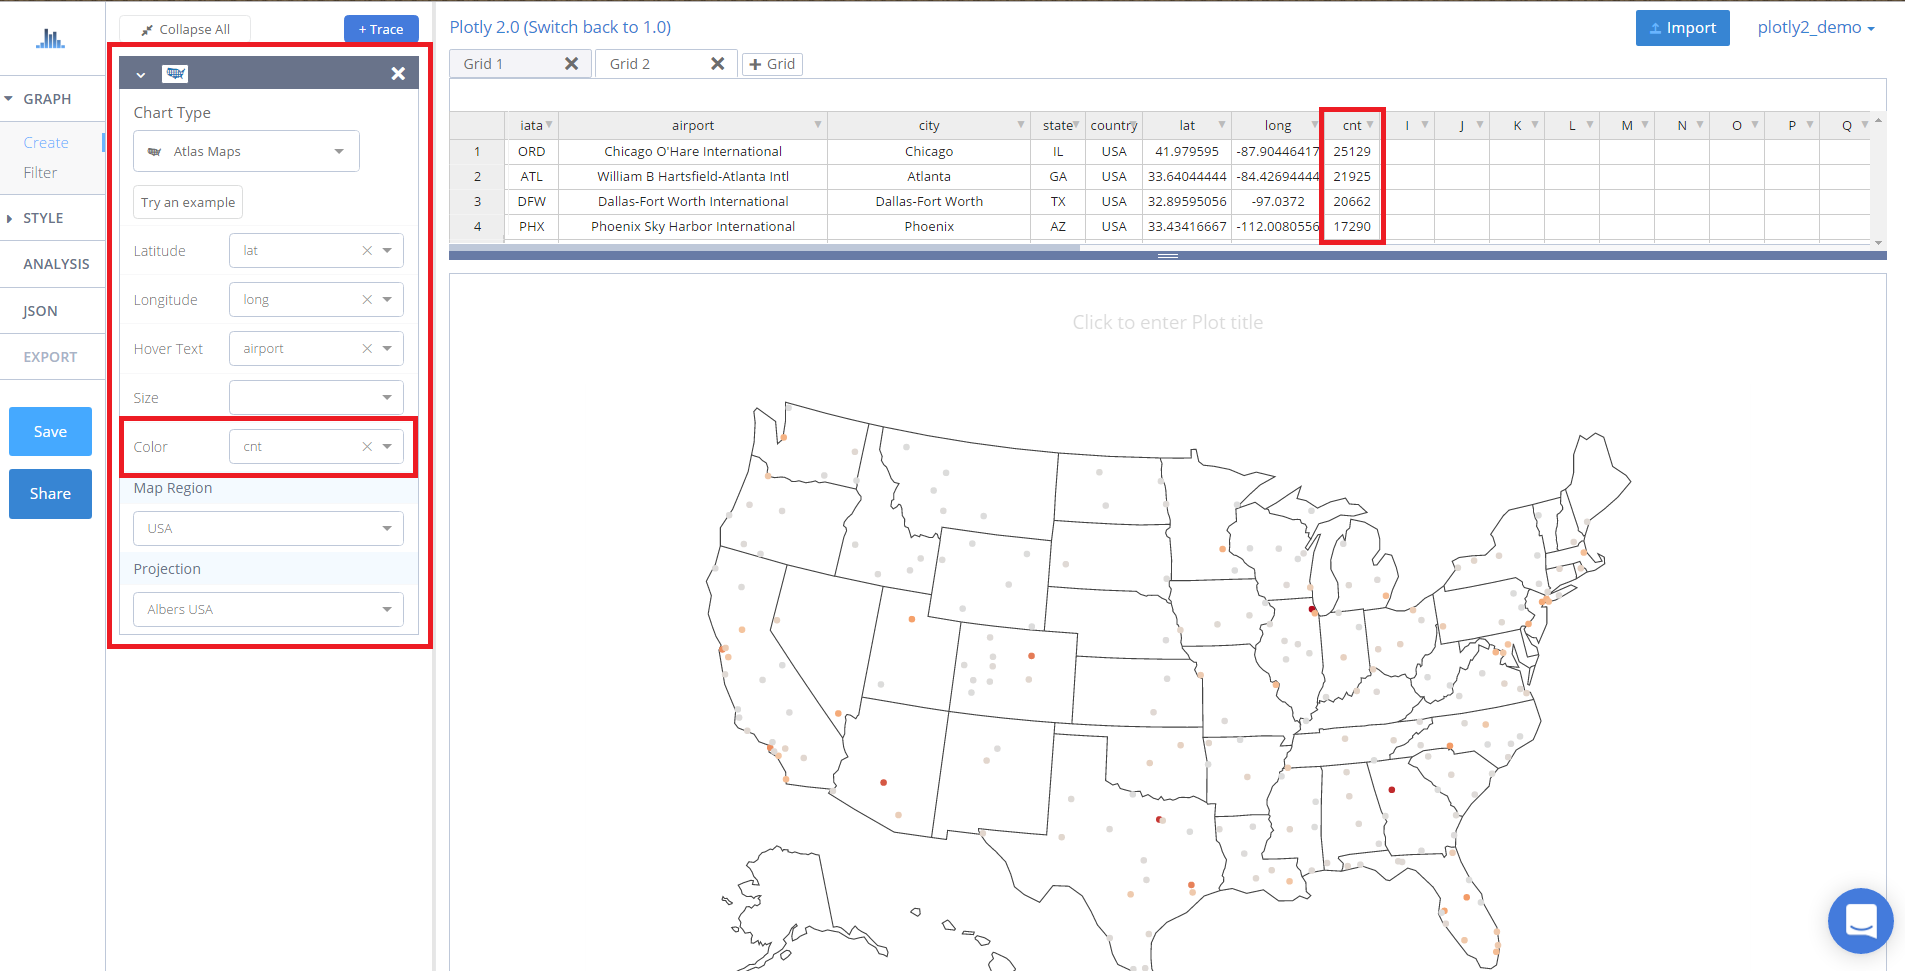 Collapse All
+ Trace
Plotly 2.0 (Switch back to 1.0)
Import
plotly2_demo
Grid 1
Grid 2
+ Grid
GRAPH
Create
Filter
STYLE
ANALYSIS
JSON
EXPORT
Save
Share
Chart Type
Atlas Maps
Try an example
Latitude lat
Longitude long
Hover Text airport
Size
Color cnt
Map Region
USA
Projection
Albers USA
iata airport city state country lat long cnt I J K L M N O P Q
1 ORD Chicago O'Hare International Chicago IL USA 41.979595 -87.90446417 25129
2 ATL William B Hartsfield-Atlanta Intl Atlanta GA USA 33.64044444 -84.42694444 21925
3 DFW Dallas-Fort Worth International Dallas-Fort Worth TX USA 32.89595056 -97.0372 20662
4 PHX Phoenix Sky Harbor International Phoenix AZ USA 33.43416667 -112.0080556 17290
Click to enter Plot title